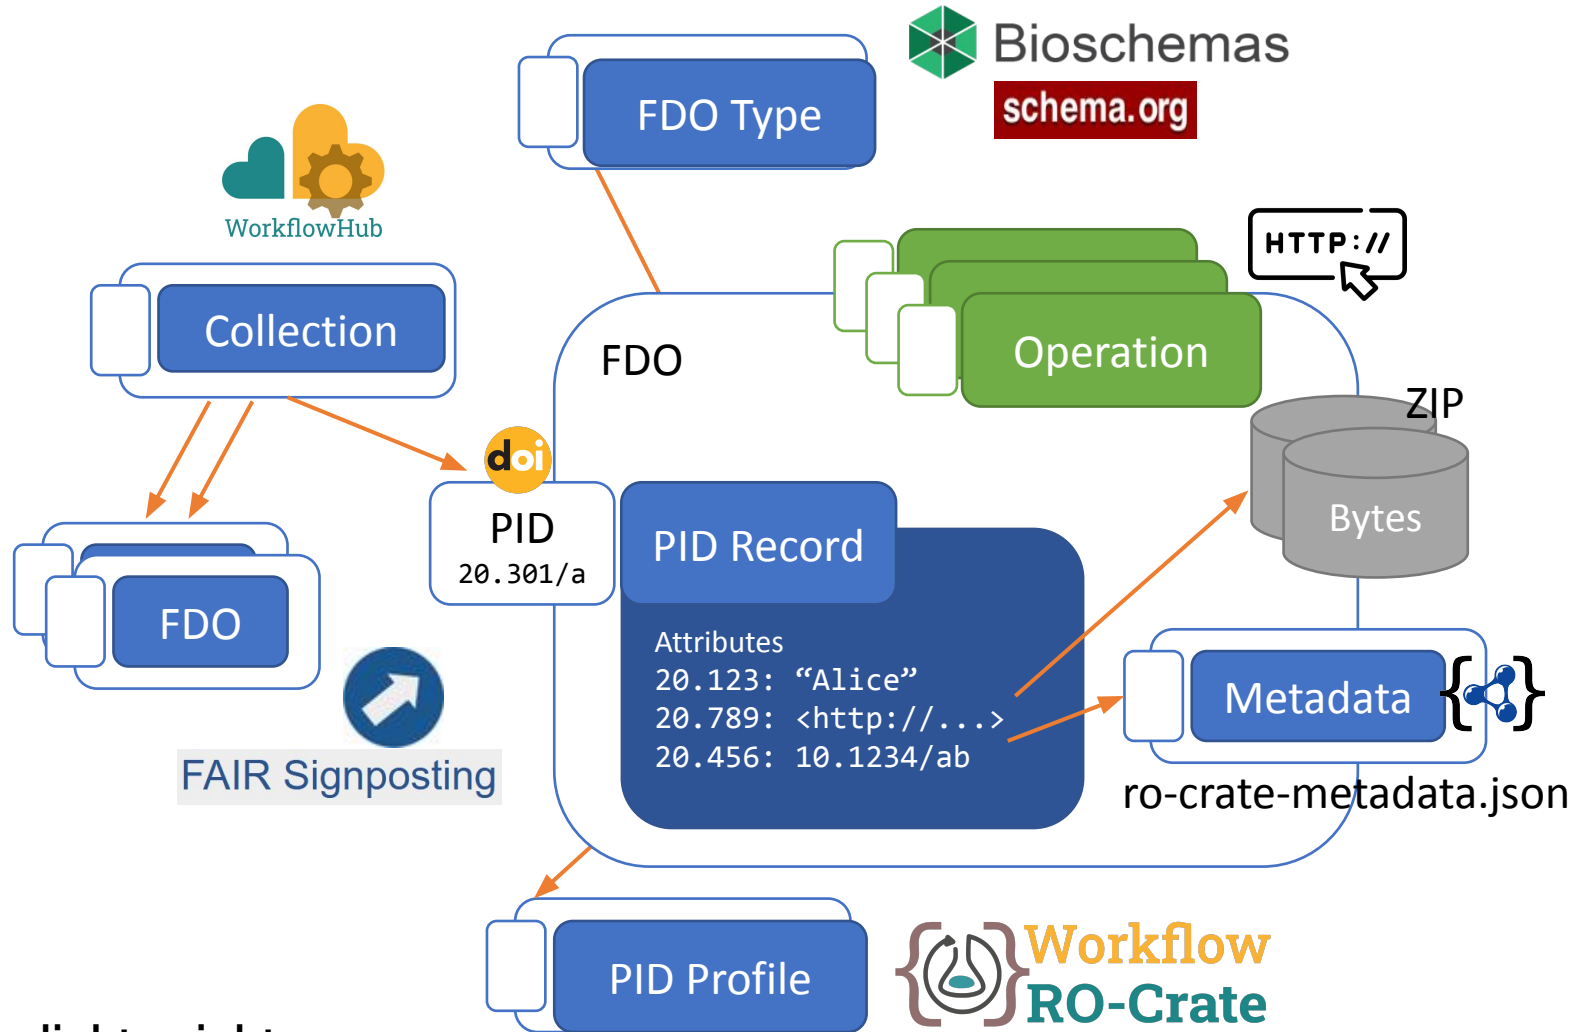 Bioschemas
schema.org
FDO Type
WorkflowHub
HTTP://
Collection
FDO
Operation
ZIP
doi
PID
20.301/a
PID Record
Bytes
FDO
Attributes
20.123: “Alice”
20.789: <http://...>
20.456: 10.1234/ab
Metadata
FAIR Signposting
ro-crate-metadata.json
PID Profile
Workflow
RO-Crate